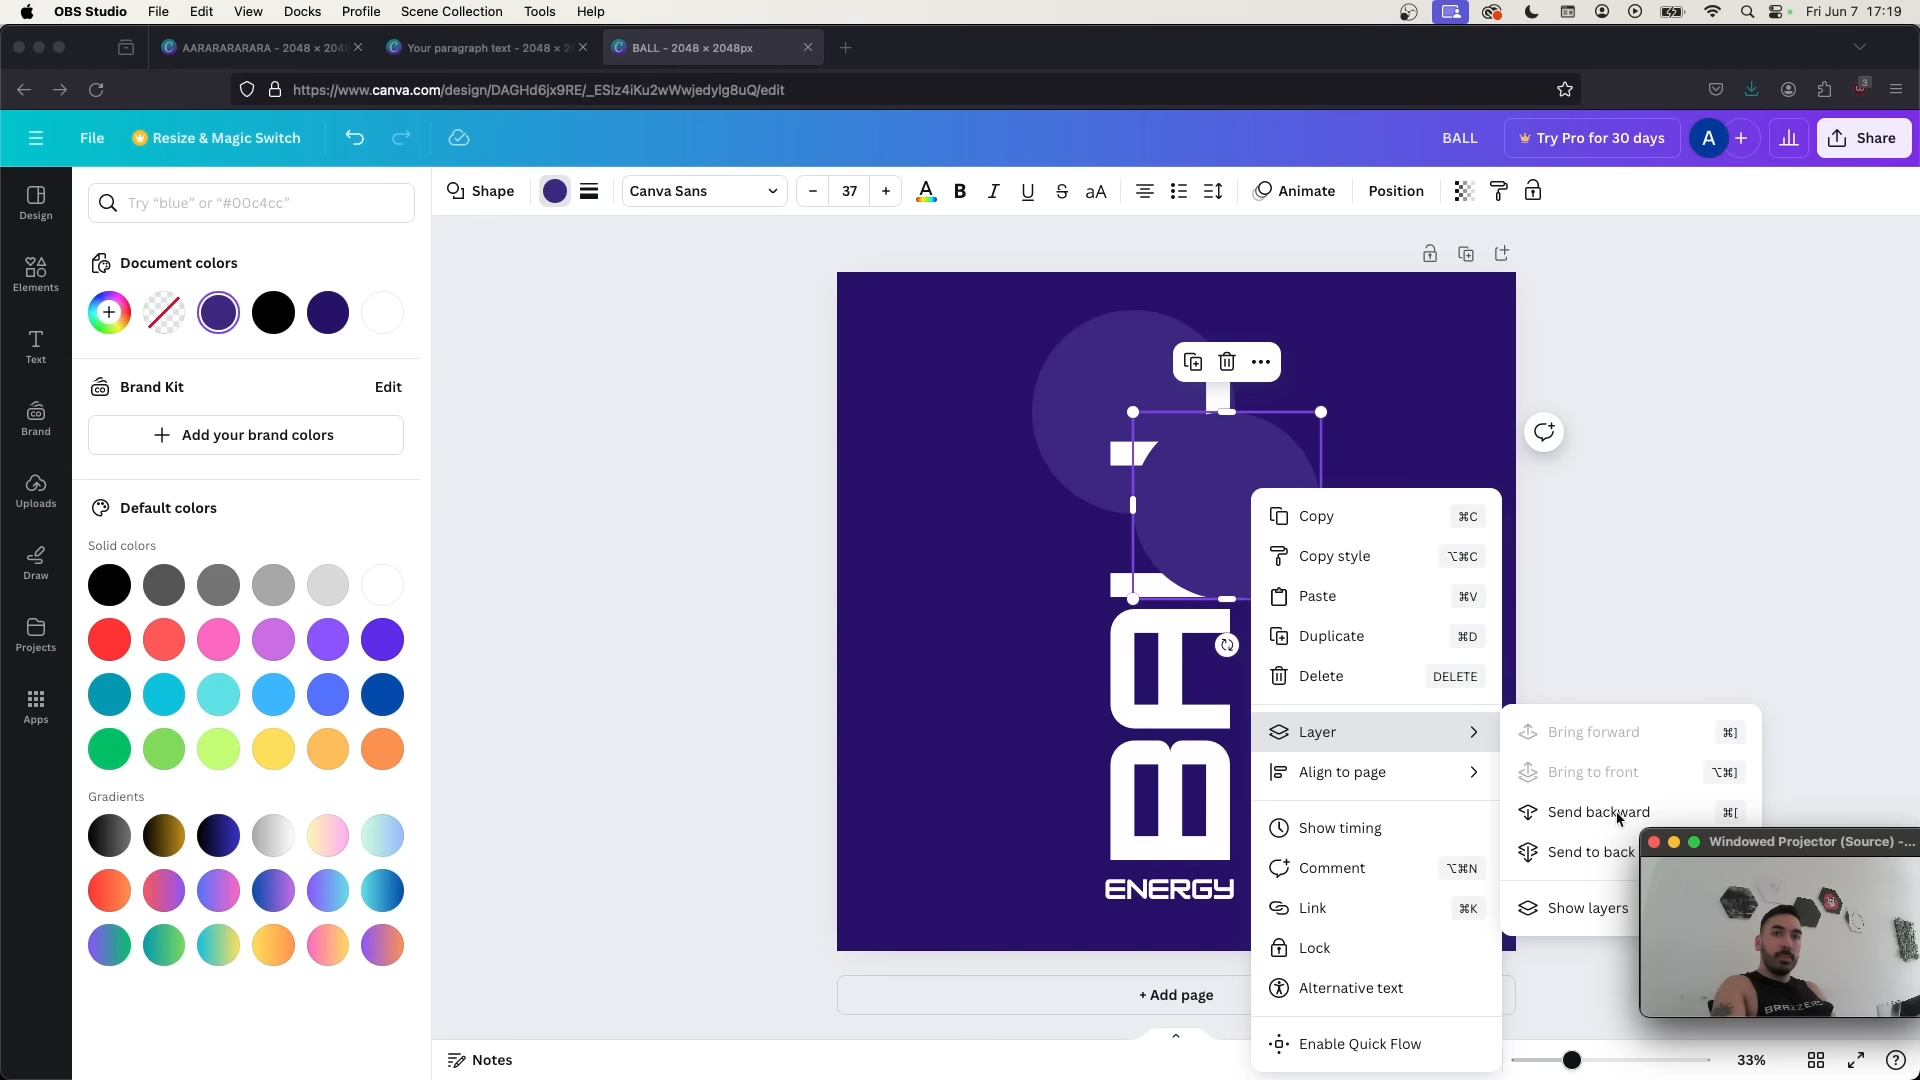 OBS Studio File Edit View Docks Profile Scene Collection Tools Help Fri Jun 7 17:19
AARARARARARA - 2048 × 204
Your paragraph text - 2048 × 2
BALL - 2048 × 2048px
https://www.canva.com/design/DAGHd6jx9RE/_ESlz4iKu2wWwjedylg8uQ/edit
3
File Resize & Magic Switch BALL Try Pro for 30 days A Share
Shape Canva Sans 37 A B I U S aA Animate Position
Design
Elements
Text
Brand
Uploads
Draw
Projects
Apps
Try “blue” or “#00c4cc”
Document colors
Brand Kit Edit
Add your brand colors
Default colors
Solid colors
Gradients
BA
ENERGY
Copy ⌘C
Copy style ⌥⌘C
Paste ⌘V
Duplicate ⌘D
Delete DELETE
Layer
Align to page
Show timing
Comment ⌥⌘N
Link ⌘K
Lock
Alternative text
Enable Quick Flow
Bring forward ⌘]
Bring to front ⌥⌘]
Send backward ⌘[
Send to back
Show layers
Windowed Projector (Source) -...
BRAZZERS
+ Add page
Notes
33%